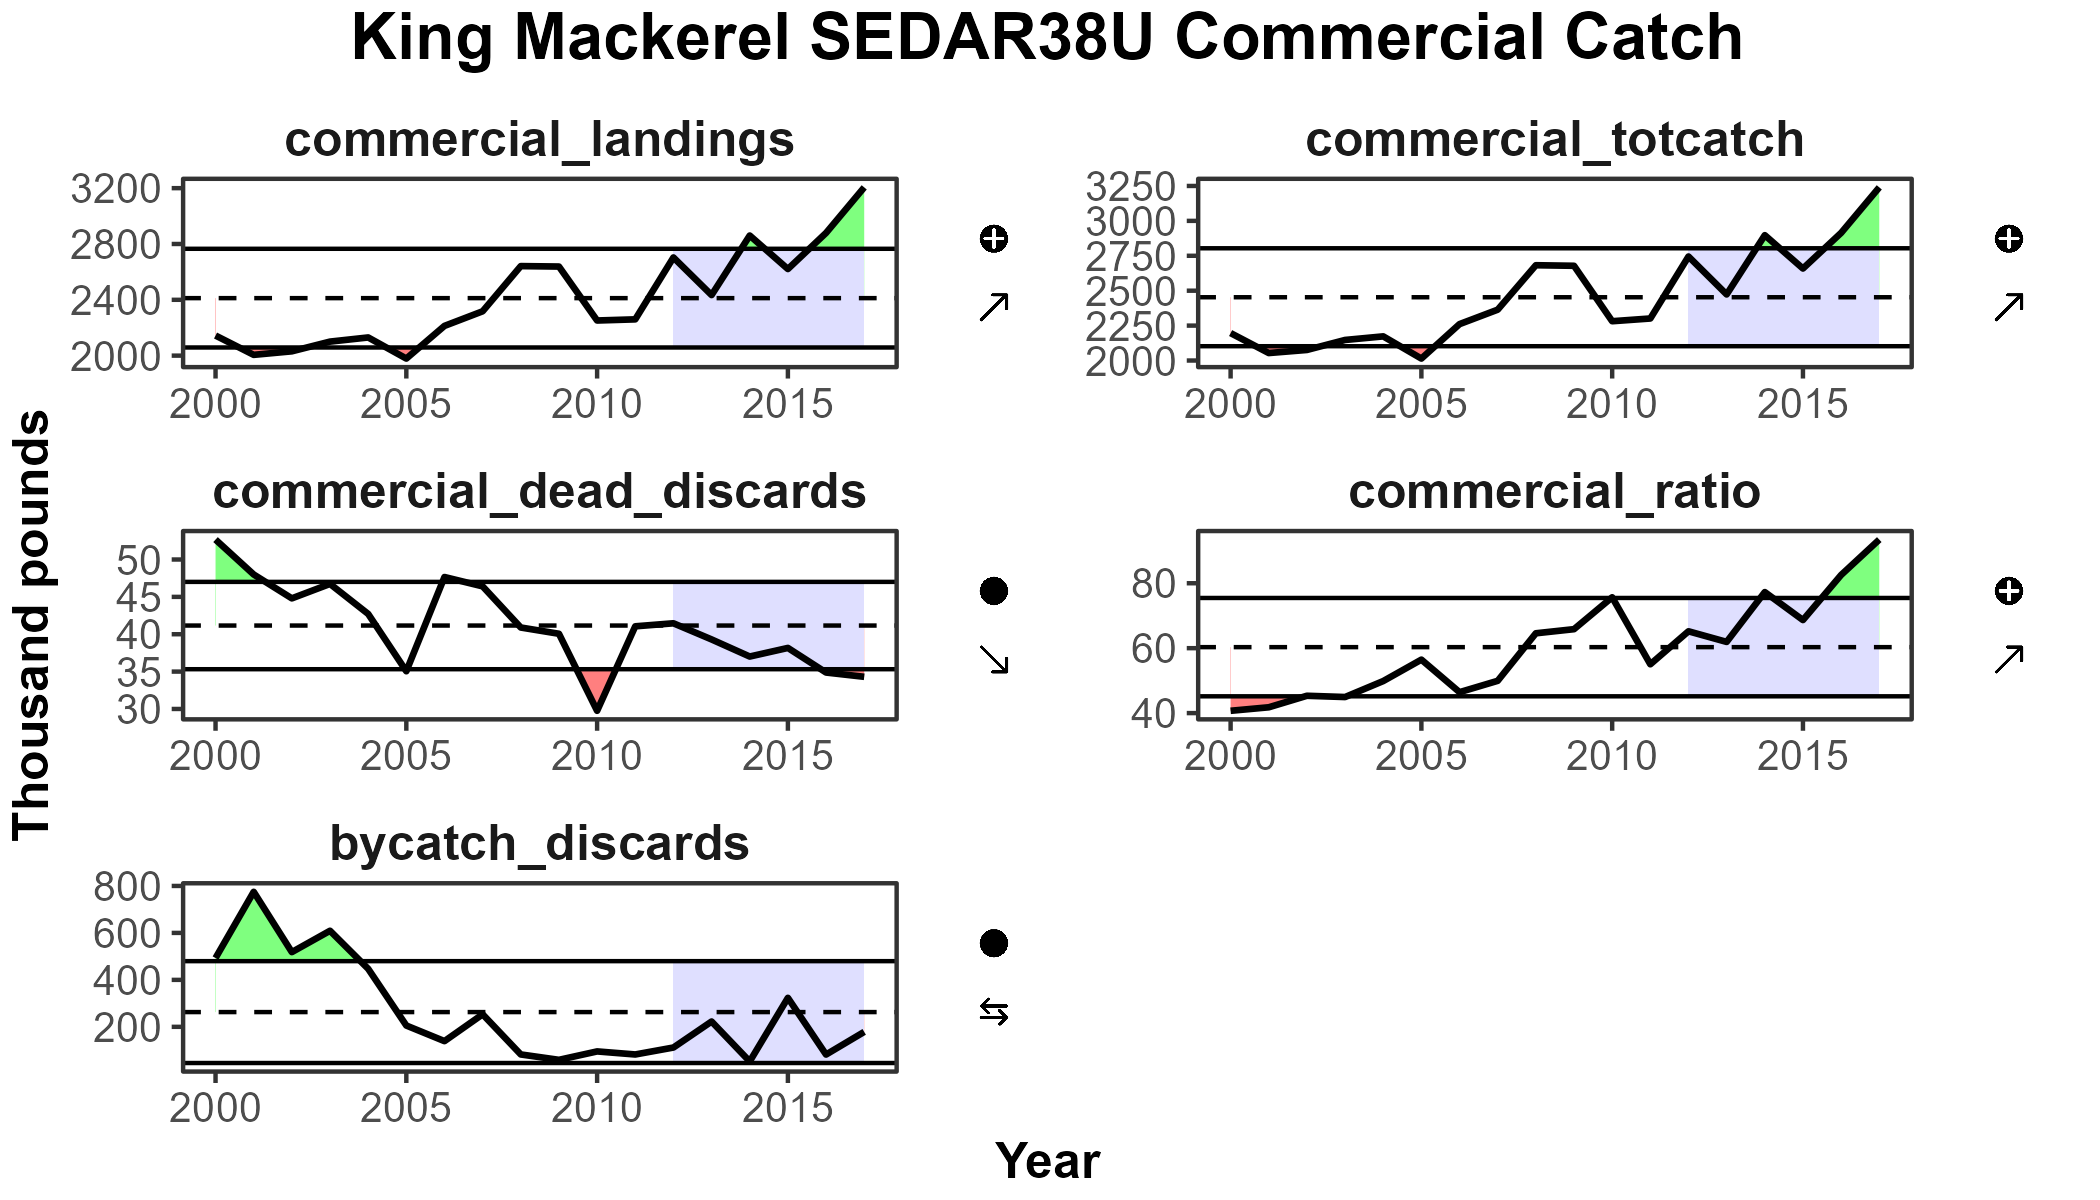 King Mackerel SEDAR38U Commercial Catch
commercial_landings
3200
2800
2400
2000
2000 2005 2010 2015
commercial_totcatch
3250
3000
2750
2500
2250
2000
2000 2005 2010 2015
Thousand pounds
commercial_dead_discards
50
45
40
35
30
2000 2005 2010 2015
commercial_ratio
80
60
40
2000 2005 2010 2015
bycatch_discards
800
600
400
200
2000 2005 2010 2015
Year